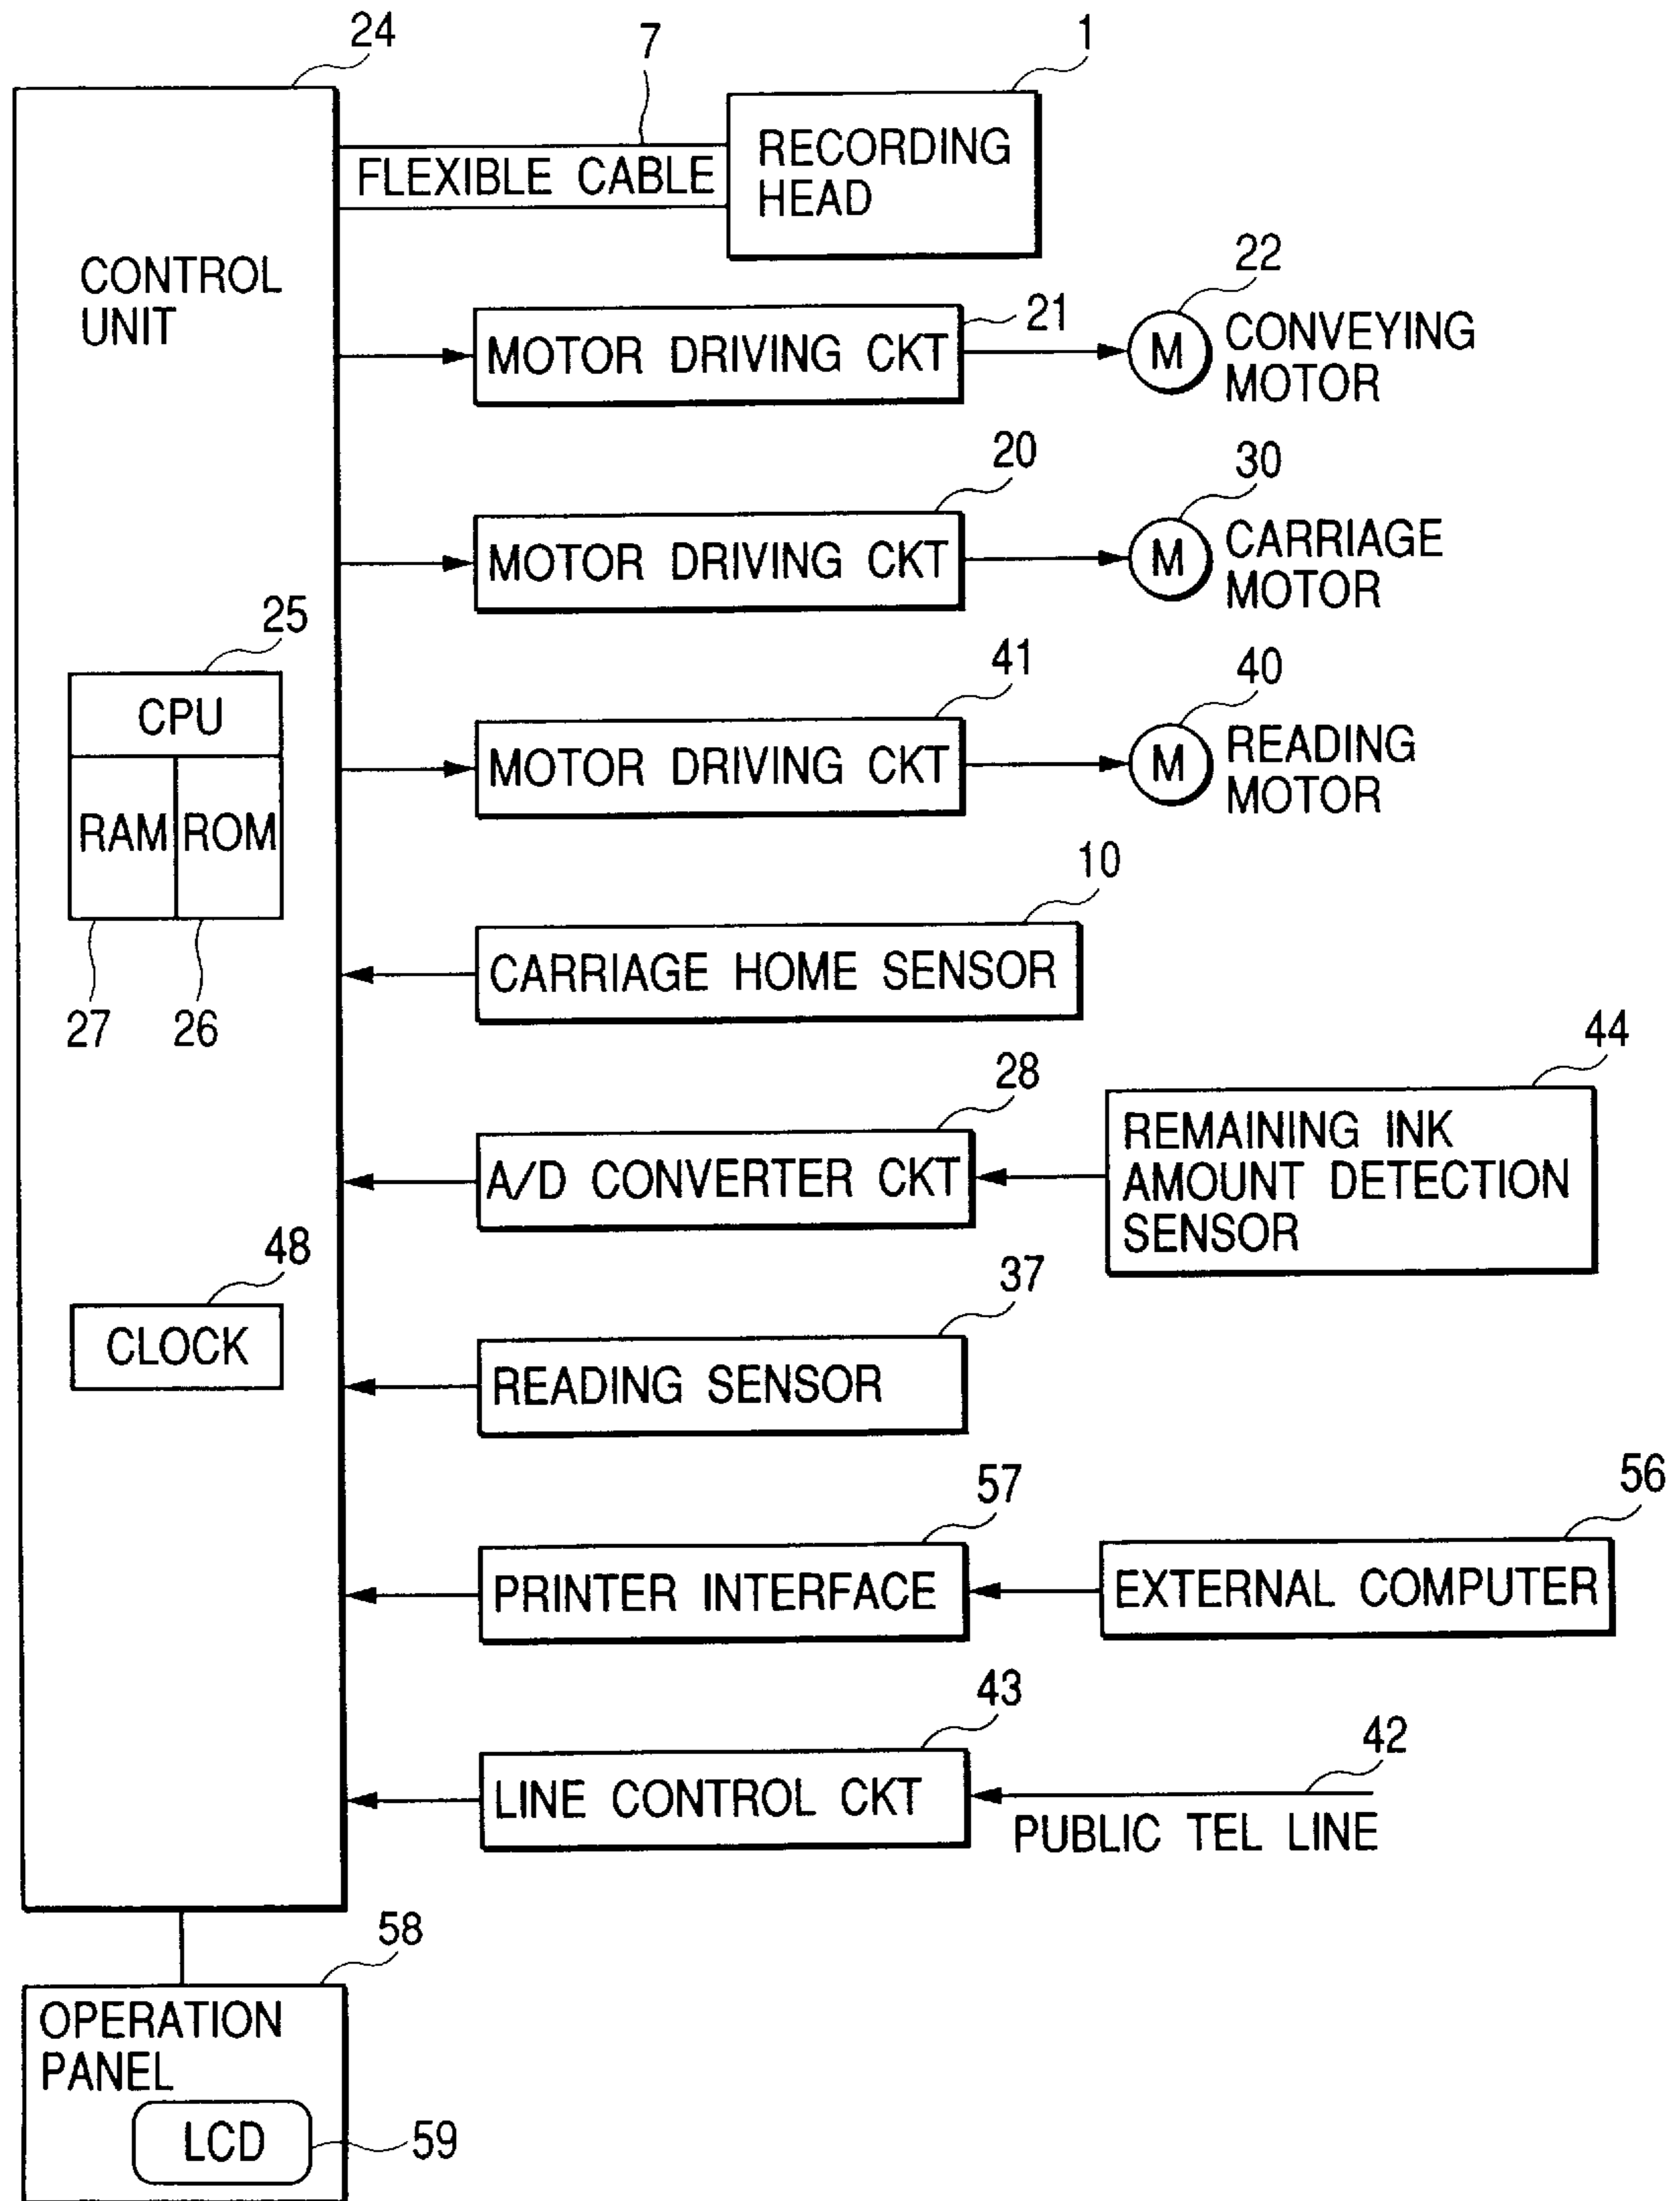 24
7
1
FLEXIBLE CABLE
RECORDING
HEAD
CONTROL
UNIT
21
22
MOTOR DRIVING CKT
M
CONVEYING
MOTOR
20
30
MOTOR DRIVING CKT
M
CARRIAGE
MOTOR
25
CPU
RAM
ROM
27
26
41
40
MOTOR DRIVING CKT
M
READING
MOTOR
10
CARRIAGE HOME SENSOR
28
44
A/D CONVERTER CKT
REMAINING INK
AMOUNT DETECTION
SENSOR
48
CLOCK
37
READING SENSOR
57
56
PRINTER INTERFACE
EXTERNAL COMPUTER
43
42
LINE CONTROL CKT
PUBLIC TEL LINE
58
OPERATION
PANEL
LCD
59